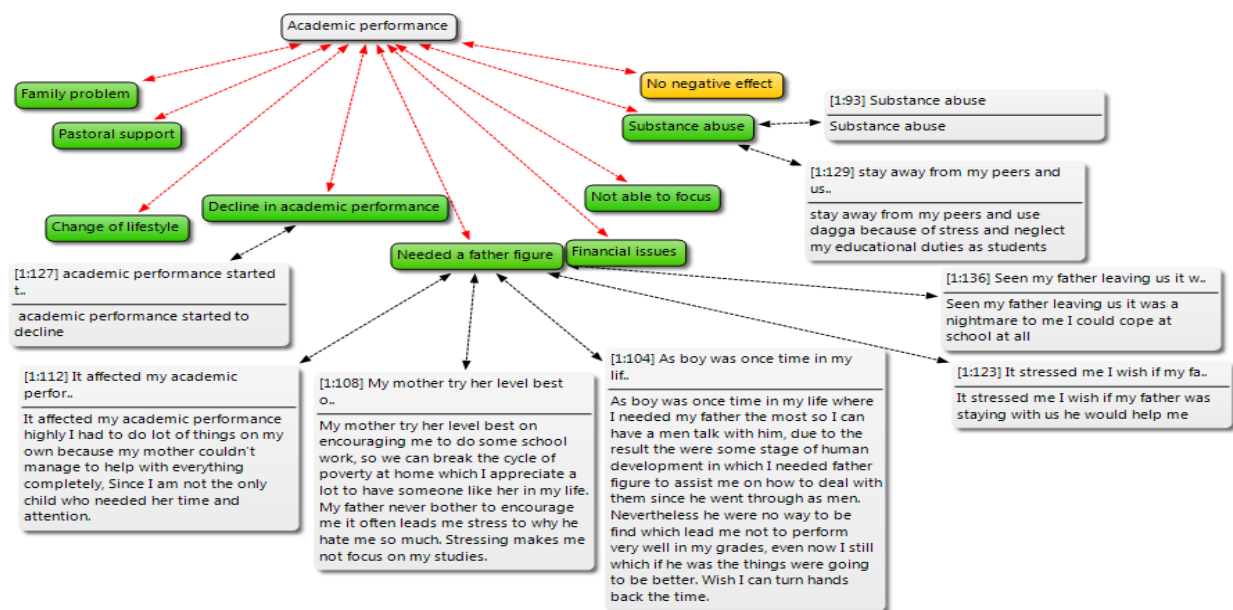 Academic performance
Family problem
Pastoral support
Change of lifestyle
Decline in academic performance
Needed a father figure
Financial issues
Not able to focus
Substance abuse
No negative effect
[1:93] Substance abuse
Substance abuse
[1:129] stay away from my peers and
us..
stay away from my peers and use
dagga because of stress and neglect
my educational duties as students
[1:127] academic performance started
t..
academic performance started to
decline
[1:136] Seen my father leaving us it w..
Seen my father leaving us it was a
nightmare to me I could cope at
school at all
[1:123] It stressed me I wish if my fa..
It stressed me I wish if my father was
staying with us he would help me
[1:112] It affected my academic
perfor..
It affected my academic performance
highly I had to do lot of things on my
own because my mother couldn't
manage to help with everything
completely, Since I am not the only
child who needed her time and
attention.
[1:108] My mother try her level best
o..
My mother try her level best on
encouraging me to do some school
work, so we can break the cycle of
poverty at home which I appreciate a
lot to have someone like her in my life.
My father never bother to encourage
me it often leads me stress to why he
hate me so much. Stressing makes me
not focus on my studies.
[1:104] As boy was once time in my
lif..
As boy was once time in my life where
I needed my father the most so I can
have a men talk with him, due to the
result the were some stage of human
development in which I needed father
figure to assist me on how to deal with
them since he went through as men.
Nevertheless he were no way to be
find which lead me not to perform
very well in my grades, even now I still
which if he was the things were going
to be better. Wish I can turn hands
back the time.